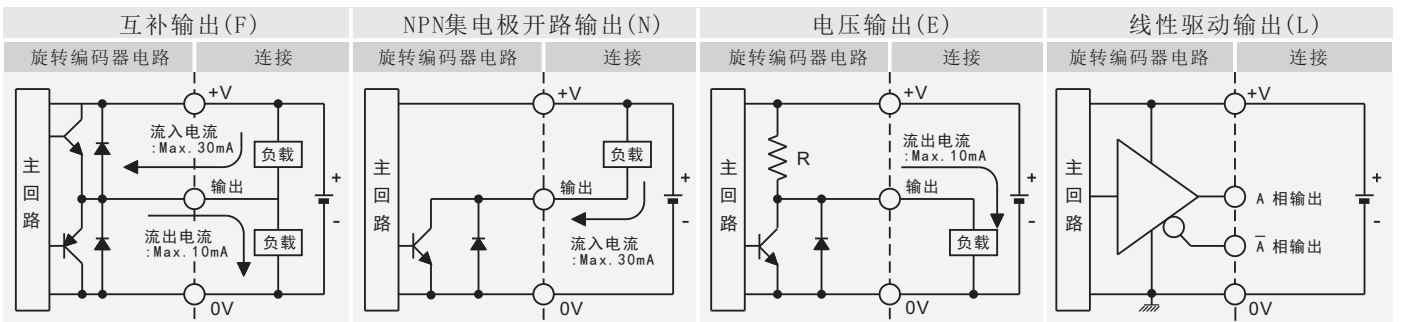 互补输出(F)
旋转编码器电路
连接
主
回
路
+V
流入电流
:Max. 30mA
负载
输出
流出电流
:Max. 10mA
负载
0V
+
-
NPN集电极开路输出(N)
旋转编码器电路
连接
主
回
路
+V
负载
输出
流入电流
:Max. 30mA
0V
+
-
电压输出(E)
旋转编码器电路
连接
主
回
路
+V
R
流出电流
:Max. 10mA
输出
负载
0V
+
-
线性驱动输出(L)
旋转编码器电路
连接
主
回
路
+V
A 相输出
A̅ 相输出
0V
+
-